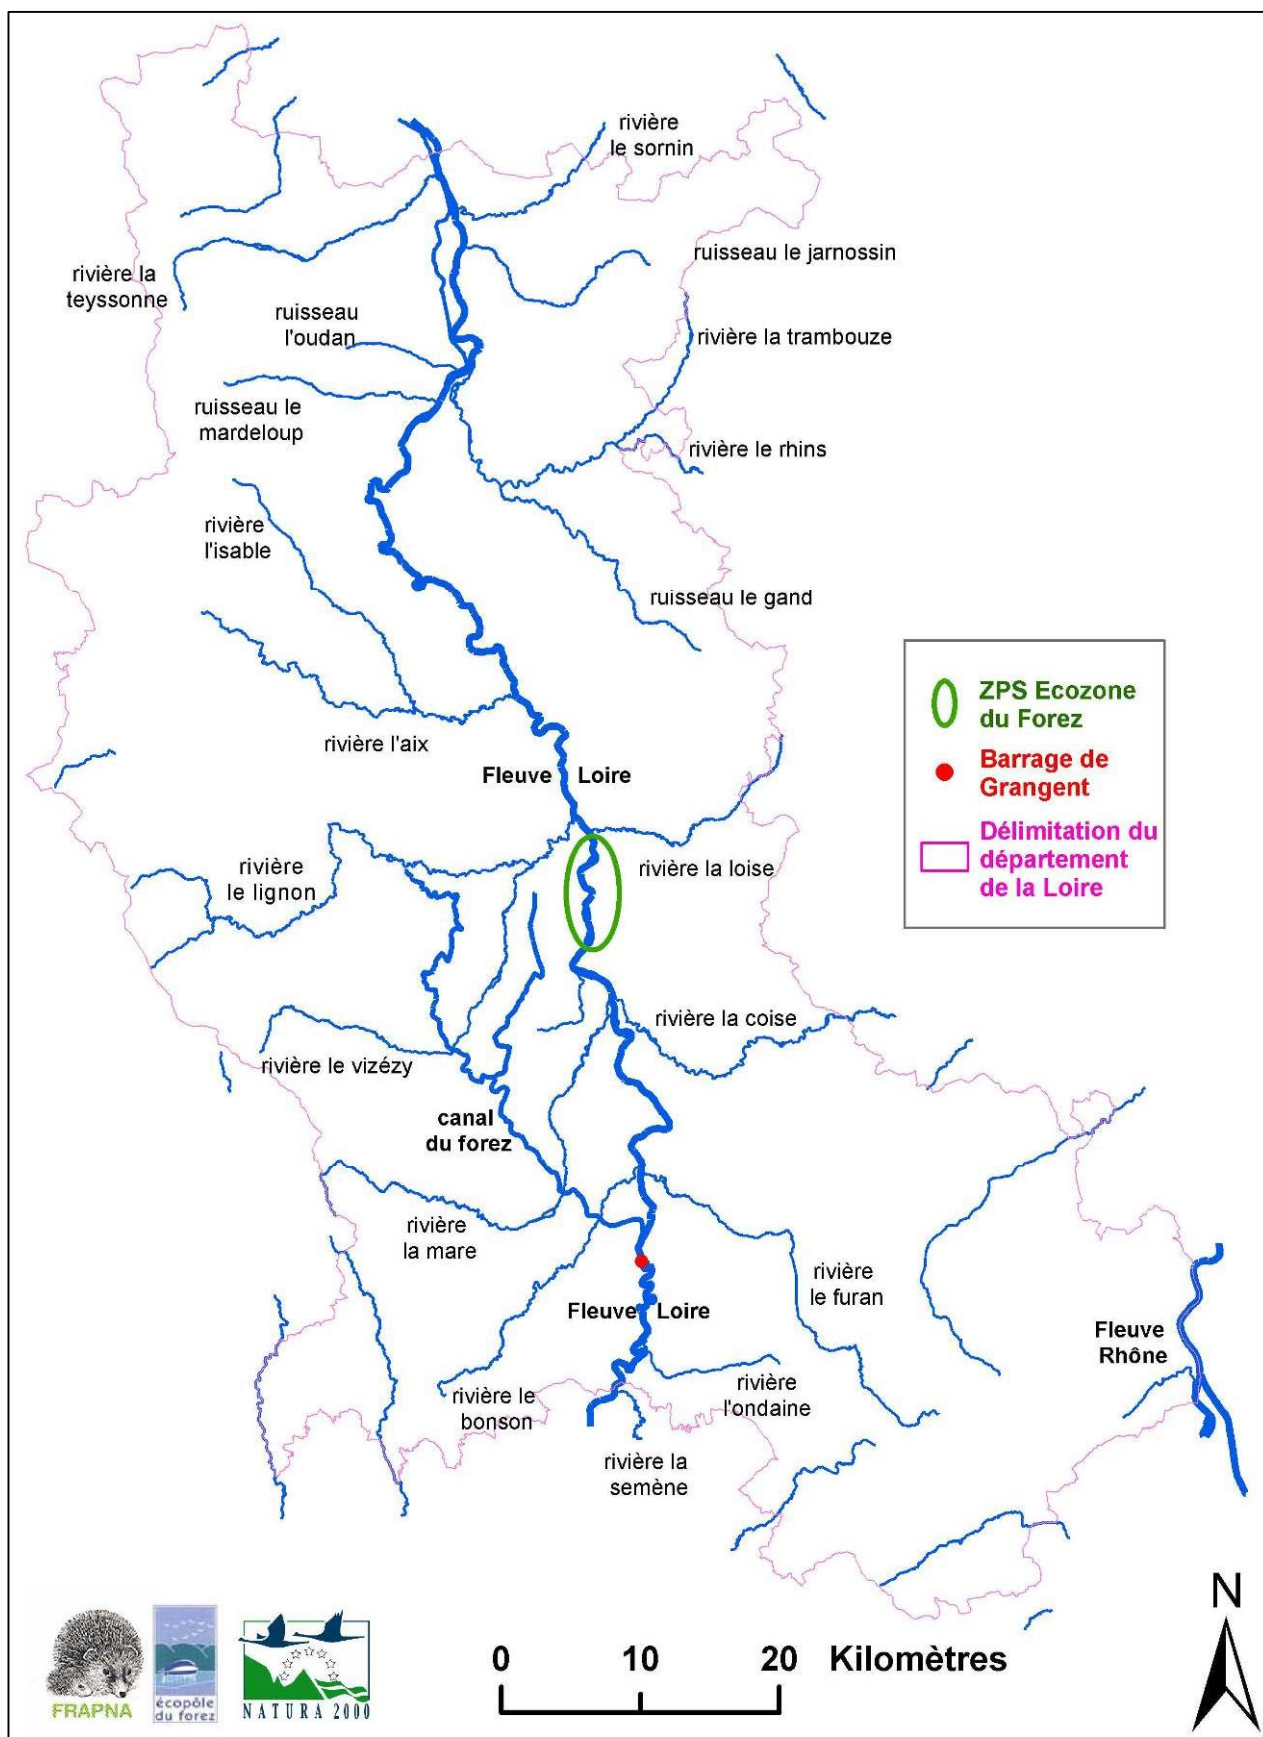 rivière
le sornin
ruisseau le jarnossin
rivière la
teyssonne
ruisseau
l'oudan
rivière la trambouze
ruisseau le
mardeloup
rivière le rhins
rivière
l'isable
ruisseau le gand
ZPS Ecozone
du Forez
Barrage de
Grangent
Délimitation du
département
de la Loire
rivière l'aix
Fleuve Loire
rivière
le lignon
rivière la loise
rivière la coise
rivière le vizézy
canal
du forez
rivière
la mare
rivière
le furan
Fleuve Loire
Fleuve
Rhône
rivière le
bonson
rivière
l'ondaine
rivière la
semène
FRAPNA
écopôle
du forez
NATURA 2000
0 10 20 Kilomètres
N